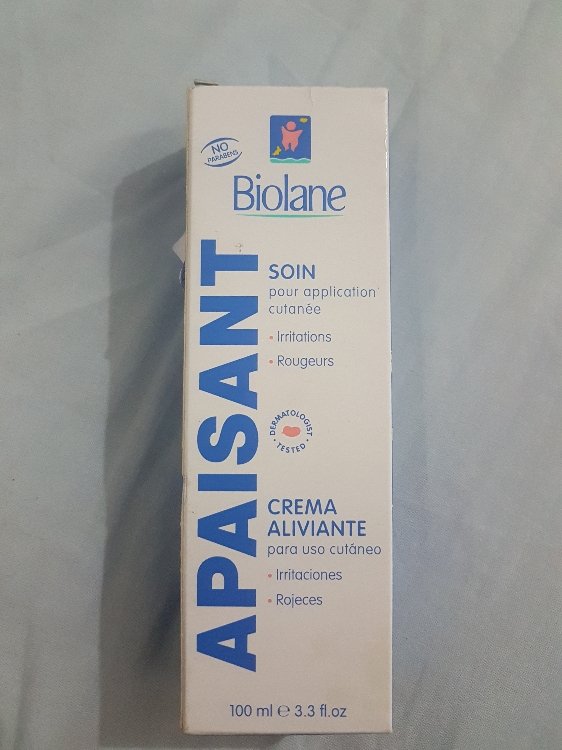 NO
PARABENS
Biolane
APAISANT
SOIN
pour application
cutanée
• Irritations
• Rougeurs
• DERMATOLOGIST • TESTED
CREMA
ALIVIANTE
para uso cutáneo
• Irritaciones
• Rojeces
100 ml ℮ 3.3 fl.oz